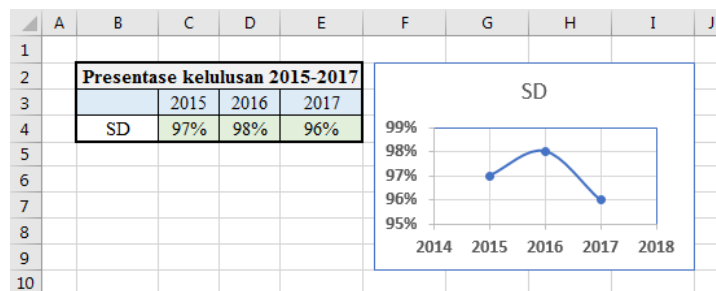 A B C D E F G H I J
1
2 Presentase kelulusan 2015-2017
3 2015 2016 2017
4 SD 97% 98% 96%
5
6
7
8
9
10
SD
99%
98%
97%
96%
95%
2014 2015 2016 2017 2018